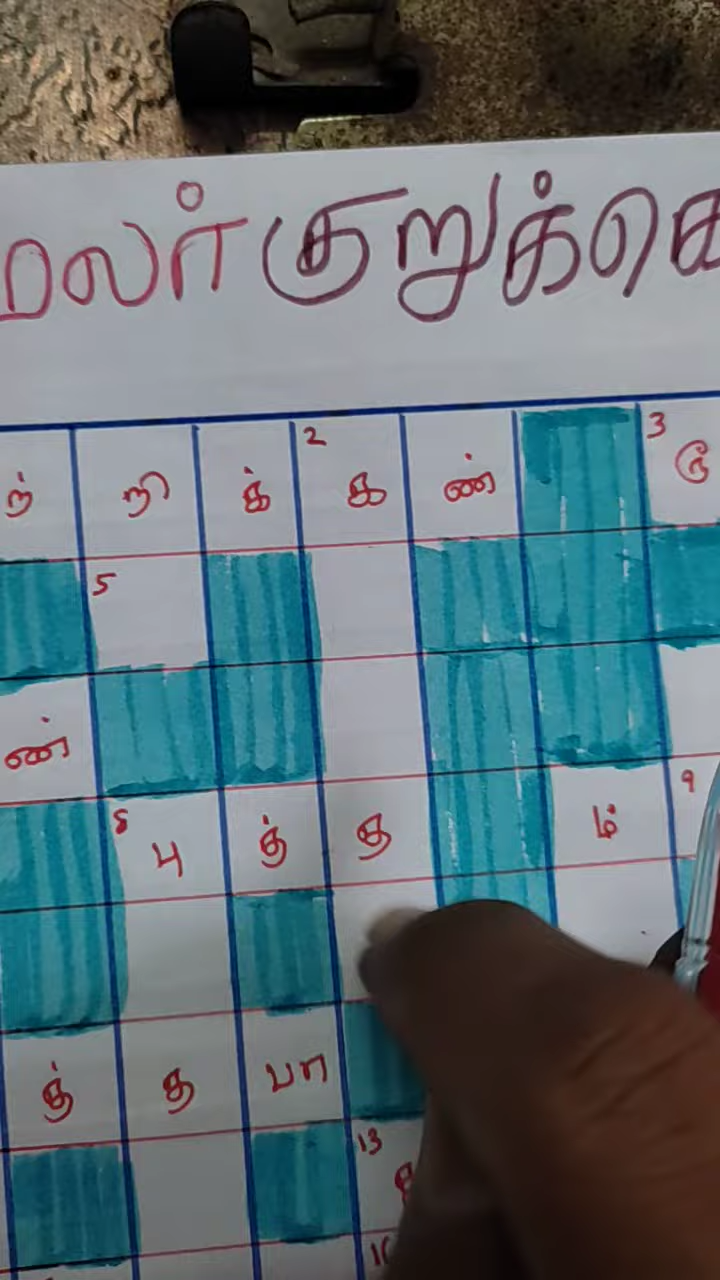 மலர் குறுக்கெ
2 3
ற் றி க் க ண் டு
5
ண்
8 பு த் த ம் 9
த் த பா
13